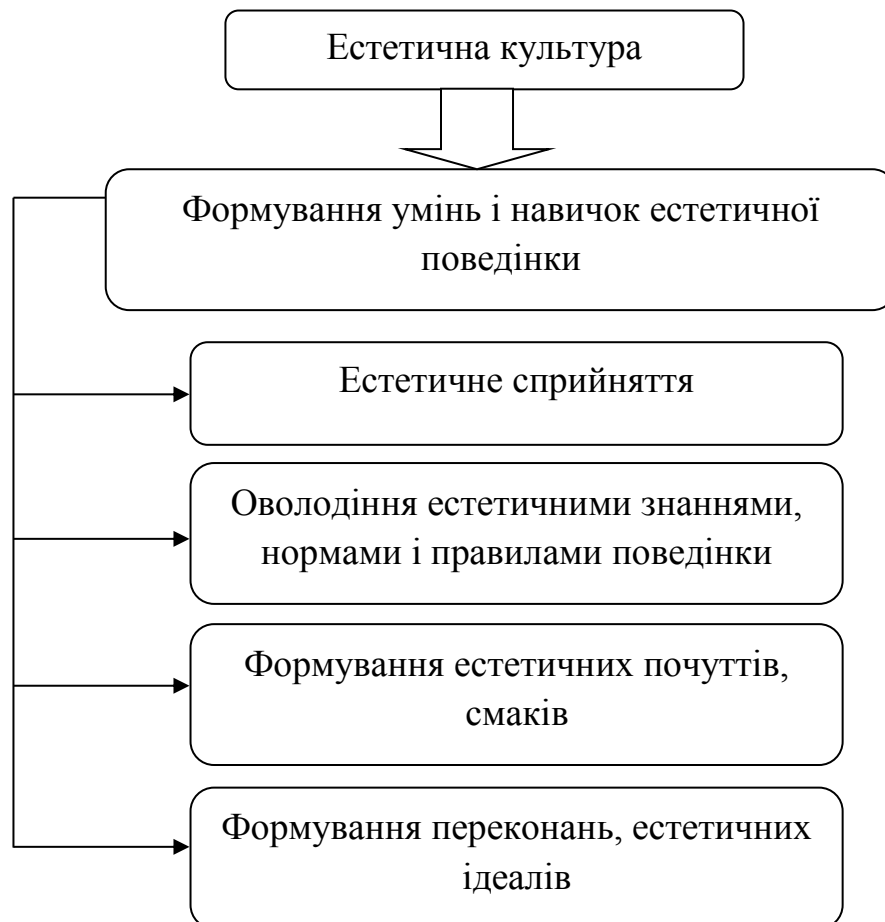 Естетична культура
Формування умінь і навичок естетичної
поведінки
Естетичне сприйняття
Оволодіння естетичними знаннями,
нормами і правилами поведінки
Формування естетичних почуттів,
смаків
Формування переконань, естетичних
ідеалів